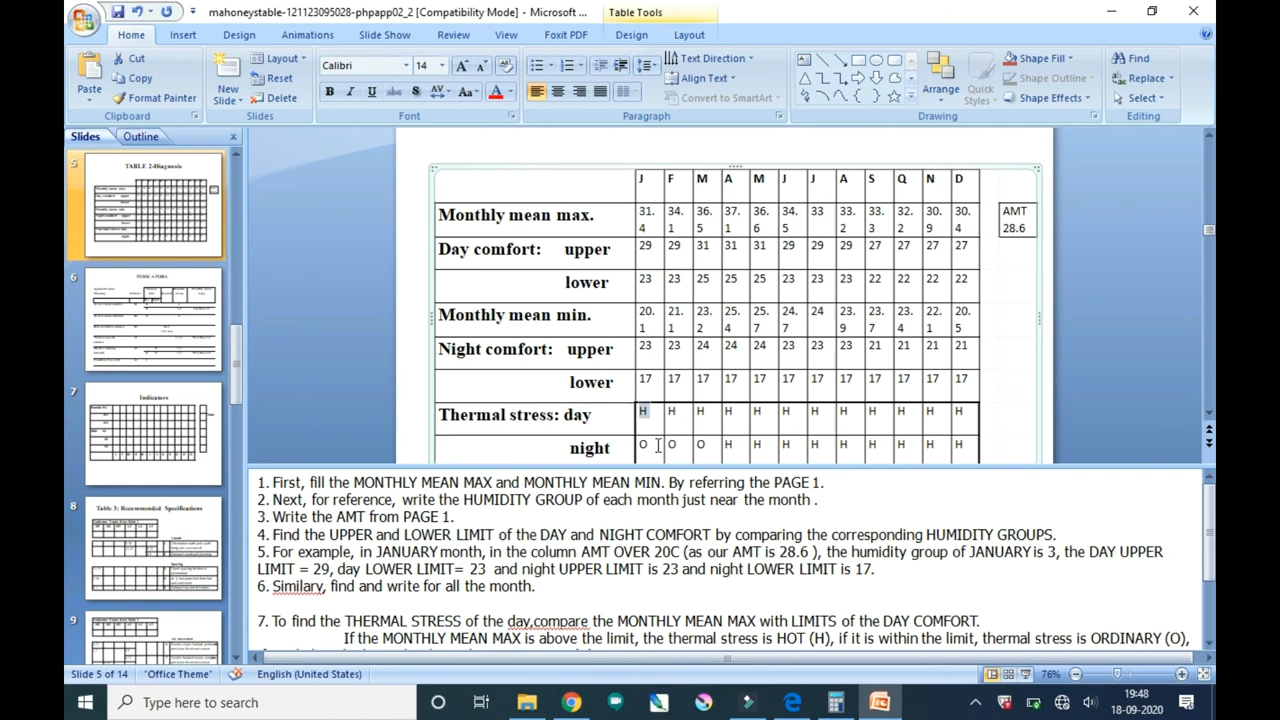 mahoneystable-121123095028-phpapp02_2 [Compatibility Mode] - Microsoft ...
Table Tools
Home Insert Design Animations Slide Show Review View Foxit PDF Design Layout
Paste
Cut
Copy
Format Painter
Clipboard
New
Slide
Layout
Reset
Delete
Slides
Calibri 14
B I U abc S AV Aa A
Font
Text Direction
Align Text
Convert to SmartArt
Paragraph
Arrange
Quick
Styles
Shape Fill
Shape Outline
Shape Effects
Drawing
Find
Replace
Select
Editing
Slides Outline
5
TABLE 2-Diagnosis
6
INDICATORS
7
Indicators
8
Table 3: Recommended Specifications
9
J F M A M J J A S Q N D
Monthly mean max. 31.4 34.1 36.5 37.1 36.6 34.5 33 33.2 33.3 32.2 30.9 30.4
AMT
28.6
Day comfort: upper 29 29 31 31 31 29 29 29 27 27 27 27
lower 23 23 25 25 25 23 23 23 22 22 22 22
Monthly mean min. 20.1 21.1 23.2 25.4 25.7 24.7 24 23.9 23.7 23.4 22.1 20.5
Night comfort: upper 23 23 24 24 24 23 23 23 21 21 21 21
lower 17 17 17 17 17 17 17 17 17 17 17 17
Thermal stress: day H H H H H H H H H H H H
night O O O H H H H H H H H H
1. First, fill the MONTHLY MEAN MAX and MONTHLY MEAN MIN. By referring the PAGE 1.
2. Next, for reference, write the HUMIDITY GROUP of each month just near the month .
3. Write the AMT from PAGE 1.
4. Find the UPPER and LOWER LIMIT of the DAY and NIGHT COMFORT by comparing the corresponding HUMIDITY GROUPS.
5. For example, in JANUARY month, in the column AMT OVER 20C (as our AMT is 28.6 ), the humidity group of JANUARY is 3, the DAY UPPER
LIMIT = 29, day LOWER LIMIT= 23 and night UPPER LIMIT is 23 and night LOWER LIMIT is 17.
6. Similary, find and write for all the month.
7. To find the THERMAL STRESS of the day,compare the MONTHLY MEAN MAX with LIMITS of the DAY COMFORT.
If the MONTHLY MEAN MAX is above the limit, the thermal stress is HOT (H), if it is within the limit, thermal stress is ORDINARY (O),
Slide 5 of 14 "Office Theme" English (United States) 76%
Type here to search
19:48
18-09-2020